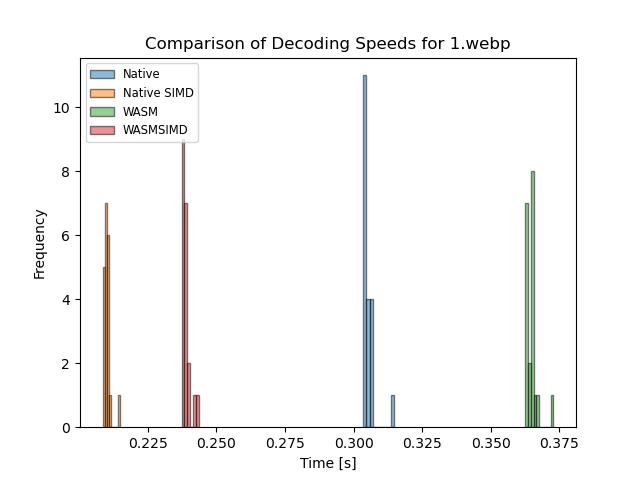 Comparison of Decoding Speeds for 1.webp
Native
Native SIMD
WASM
WASMSIMD
Frequency
10
8
6
4
2
0
0.225 0.250 0.275 0.300 0.325 0.350 0.375
Time [s]